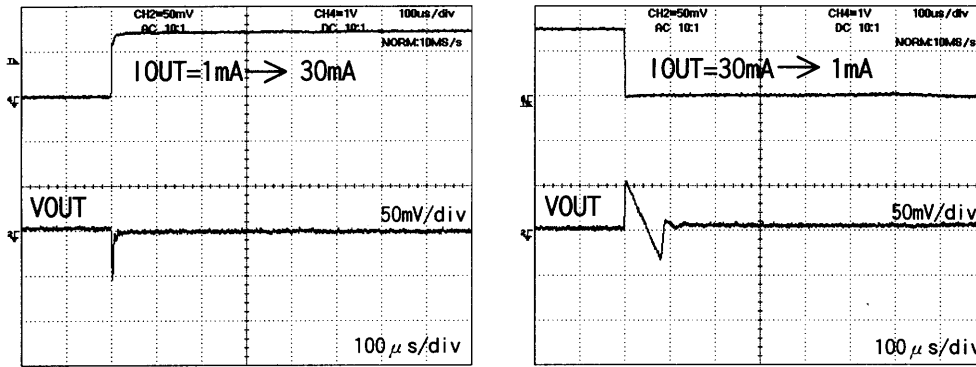 CH2=50mV CH4=1V 100us/div
AC 10:1 DC 10:1
NORM:10MS/s
IOUT=1mA→ 30mA
VOUT
50mV/div
100μs/div
CH2=50mV CH4=1V 100us/div
AC 10:1 DC 10:1
NORM:10MS/s
IOUT=30mA→ 1mA
VOUT
50mV/div
100μs/div